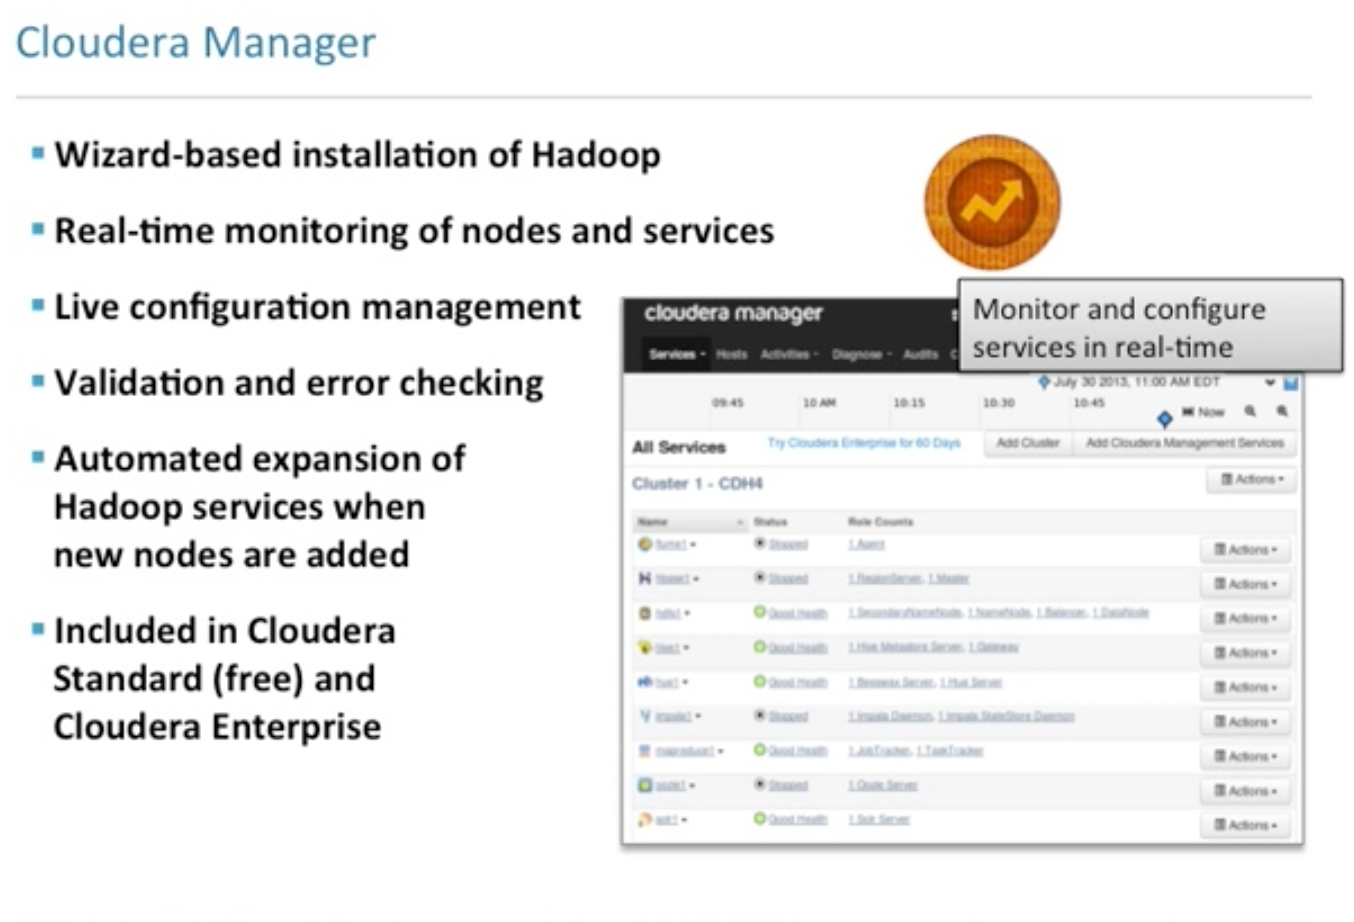 Cloudera Manager
Wizard-based installation of Hadoop
Real-time monitoring of nodes and services
Live configuration management
Validation and error checking
Automated expansion of
Hadoop services when
new nodes are added
Included in Cloudera
Standard (free) and
Cloudera Enterprise
Monitor and configure
services in real-time
cloudera manager
Services Hosts Activities Diagnose Audits
July 30 2013, 11:00 AM EDT
09:45 10 AM 10:15 10:30 10:45
Now
All Services Try Cloudera Enterprise for 60 Days Add Cluster Add Cloudera Management Services
Cluster 1 - CDH4 Actions
Name Status Role Counts
flume1 Stopped 1 Agent Actions
hbase1 Stopped 1 RegionServer, 1 Master Actions
hdfs1 Good Health 1 SecondaryNameNode, 1 NameNode, 1 Balancer, 1 DataNode Actions
hive1 Good Health 1 Hive Metastore Server, 1 Gateway Actions
hue1 Good Health 1 Beeswax Server, 1 Hue Server Actions
impala1 Stopped 1 Impala Daemon, 1 Impala StateStore Daemon Actions
mapreduce1 Good Health 1 JobTracker, 1 TaskTracker Actions
oozie1 Stopped 1 Oozie Server Actions
solr1 Good Health 1 Solr Server Actions